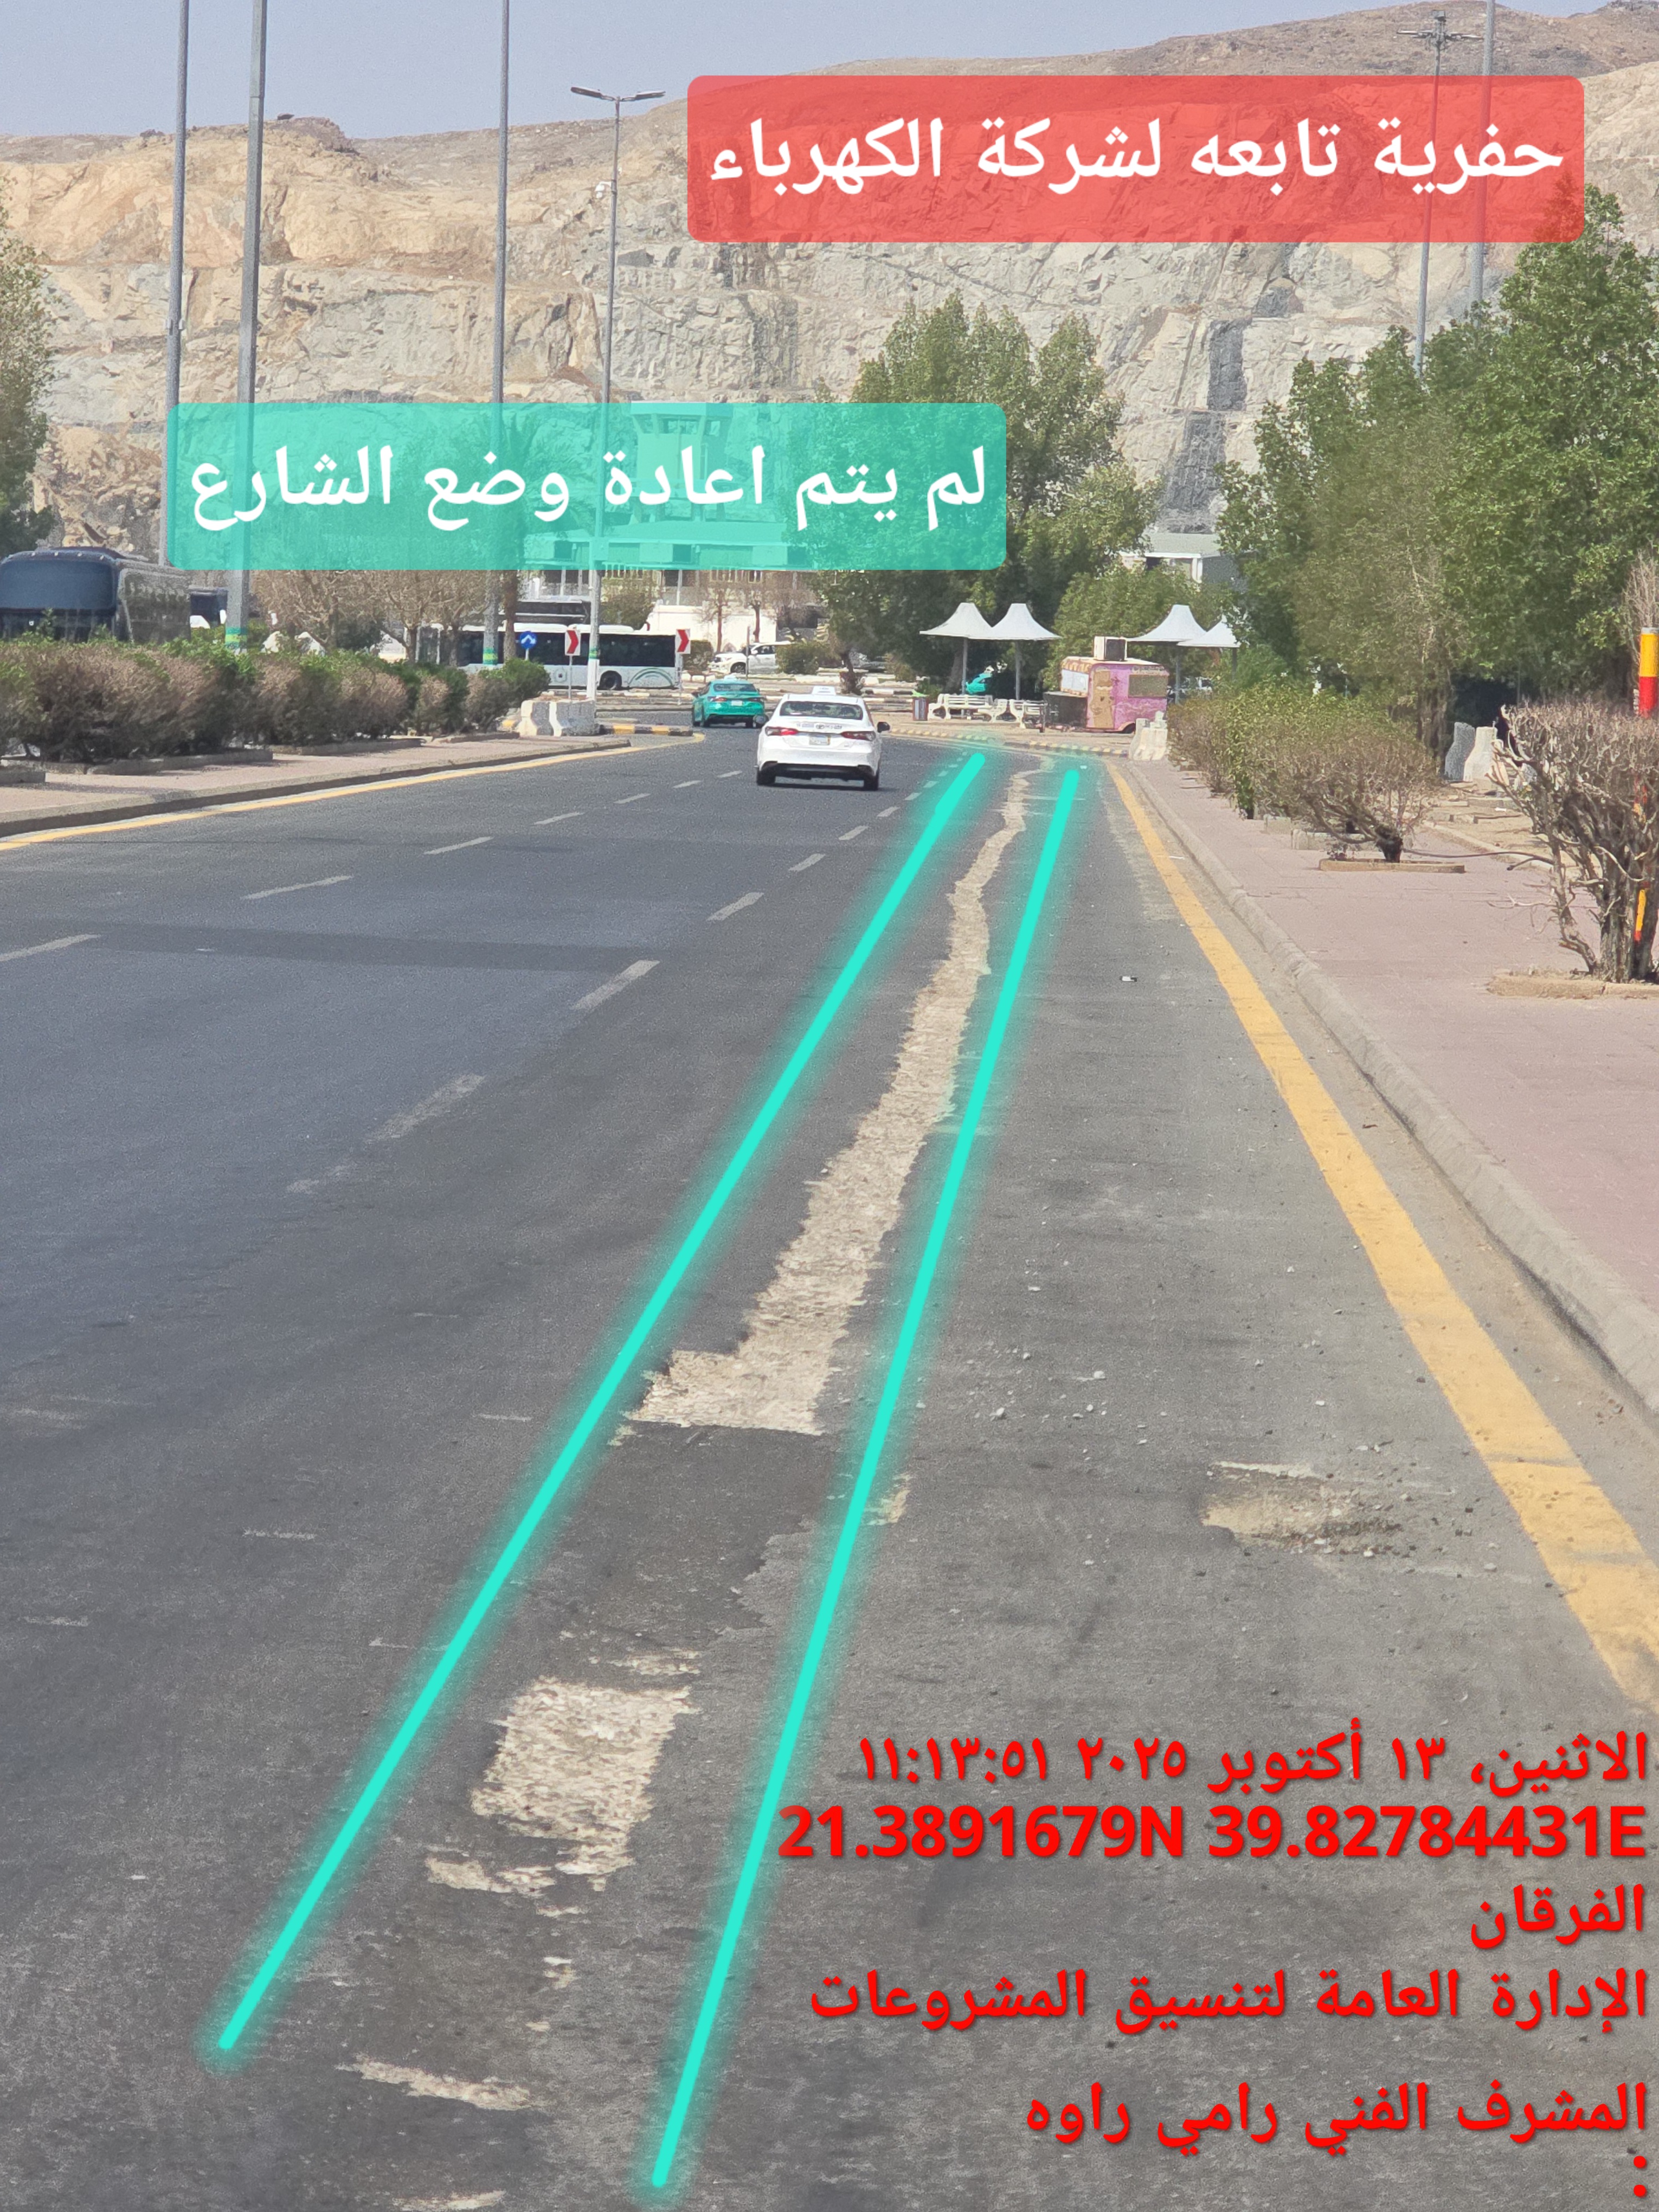 حفرية تابعه لشركة الكهرباء
لم يتم اعادة وضع الشارع
الاثنين، ١٣ أكتوبر ٢٠٢٥ ١١:١٣:٥١
21.3891679N 39.82784431E
الفرقان
الإدارة العامة لتنسيق المشروعات
المشرف الفني رامي راوه
: